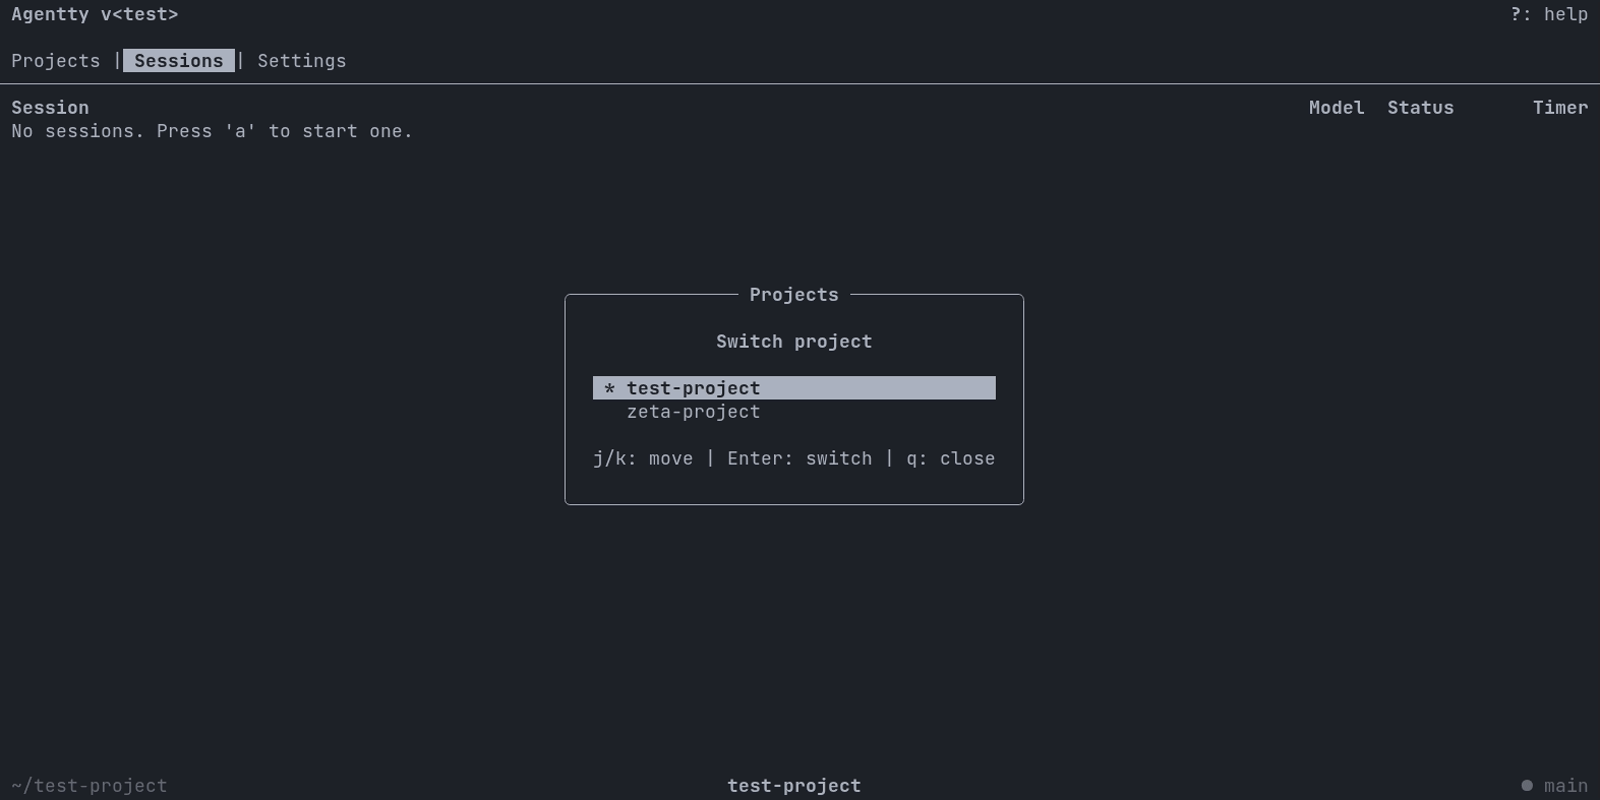 Agentty v<test> ?: help
Projects | Sessions | Settings
Session Model Status Timer
No sessions. Press 'a' to start one.
Projects
Switch project
* test-project
zeta-project
j/k: move | Enter: switch | q: close
~/test-project test-project ● main